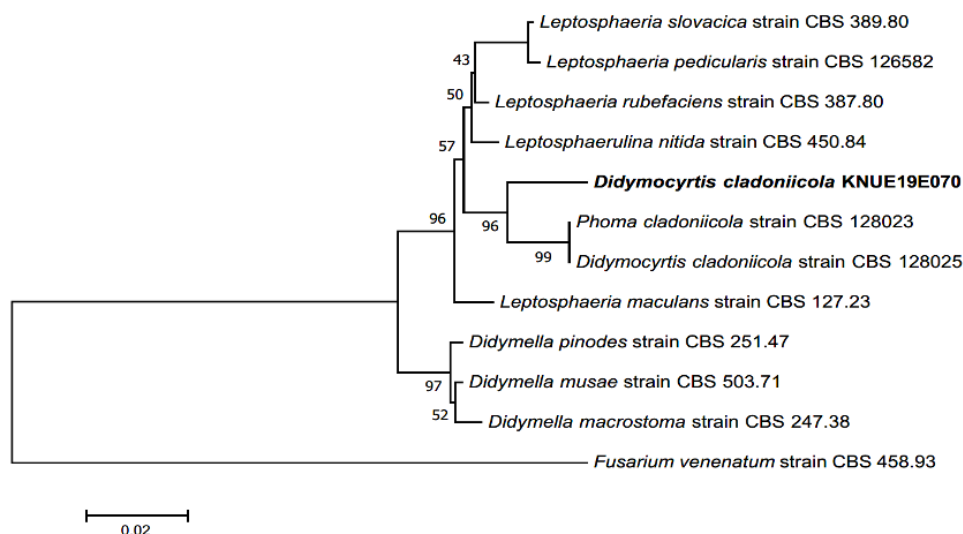 Leptosphaeria slovacica strain CBS 389.80
43
Leptosphaeria pedicularis strain CBS 126582
50
Leptosphaeria rubefaciens strain CBS 387.80
Leptosphaerulina nitida strain CBS 450.84
57
Didymocyrtis cladoniicola KNUE19E070
96
96
Phoma cladoniicola strain CBS 128023
99
Didymocyrtis cladoniicola strain CBS 128025
Leptosphaeria maculans strain CBS 127.23
Didymella pinodes strain CBS 251.47
97
Didymella musae strain CBS 503.71
52
Didymella macrostoma strain CBS 247.38
Fusarium venenatum strain CBS 458.93
0.02